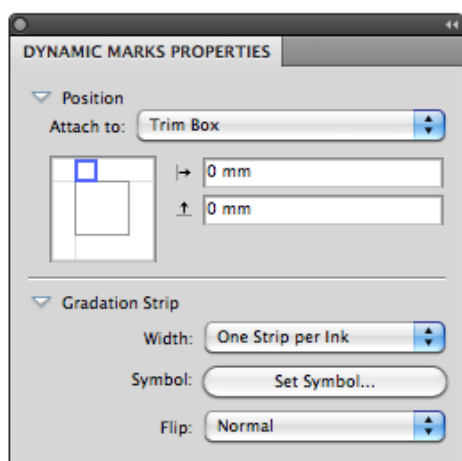 DYNAMIC MARKS PROPERTIES
Position
Attach to: Trim Box
0 mm
0 mm
Gradation Strip
Width: One Strip per Ink
Symbol: Set Symbol...
Flip: Normal